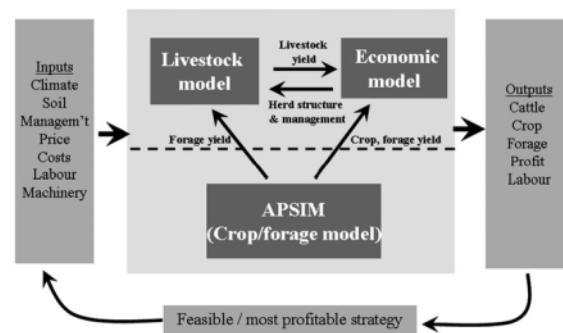 Inputs
Climate
Soil
Managem't
Price
Costs
Labour
Machinery
Livestock
model
Livestock
yield
Herd structure
& management
Economic
model
Forage yield
Crop, forage yield
APSIM
(Crop/forage model)
Outputs
Cattle
Crop
Forage
Profit
Labour
Feasible / most profitable strategy